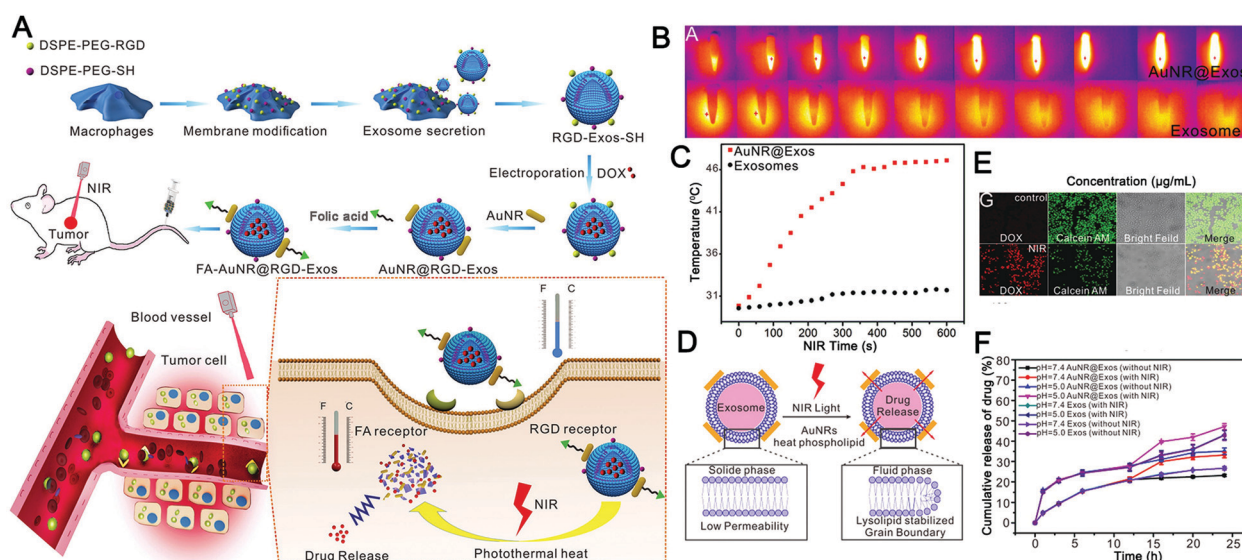 A
DSPE-PEG-RGD
DSPE-PEG-SH
Macrophages
Membrane modification
Exosome secretion
RGD-Exos-SH
Electroporation
DOX
NIR
Tumor
Folic acid
AuNR
FA-AuNR@RGD-Exos
AuNR@RGD-Exos
Blood vessel
Tumor cell
F
C
F
C
FA receptor
RGD receptor
NIR
Drug Release
Photothermal heat
B
A
AuNR@Exos
Exosome
C
AuNR@Exos
Exosomes
Temperature (ºC)
46
41
36
31
0
150
300
450
600
NIR Time (s)
E
Concentration (µg/mL)
G
control
DOX
Calcein AM
Bright Feild
Merge
NIR
DOX
Calcein AM
Bright Feild
Merge
D
Exosome
NIR Light
AuNRs
heat phospholipid
Drug
Release
Solide phase
Low Permeability
Fluid phase
Lysolipid stabilized
Grain Boundary
F
Cumulative release of drug (%)
80
70
60
50
40
30
20
10
0
pH=7.4 AuNR@Exos (without NIR)
pH=7.4 AuNR@Exos (with NIR)
pH=5.0 AuNR@Exos (without NIR)
pH=5.0 AuNR@Exos (with NIR)
pH=7.4 Exos (with NIR)
pH=5.0 Exos (with NIR)
pH=7.4 Exos (without NIR)
pH=5.0 Exos (without NIR)
0
5
10
15
20
25
Time (h)